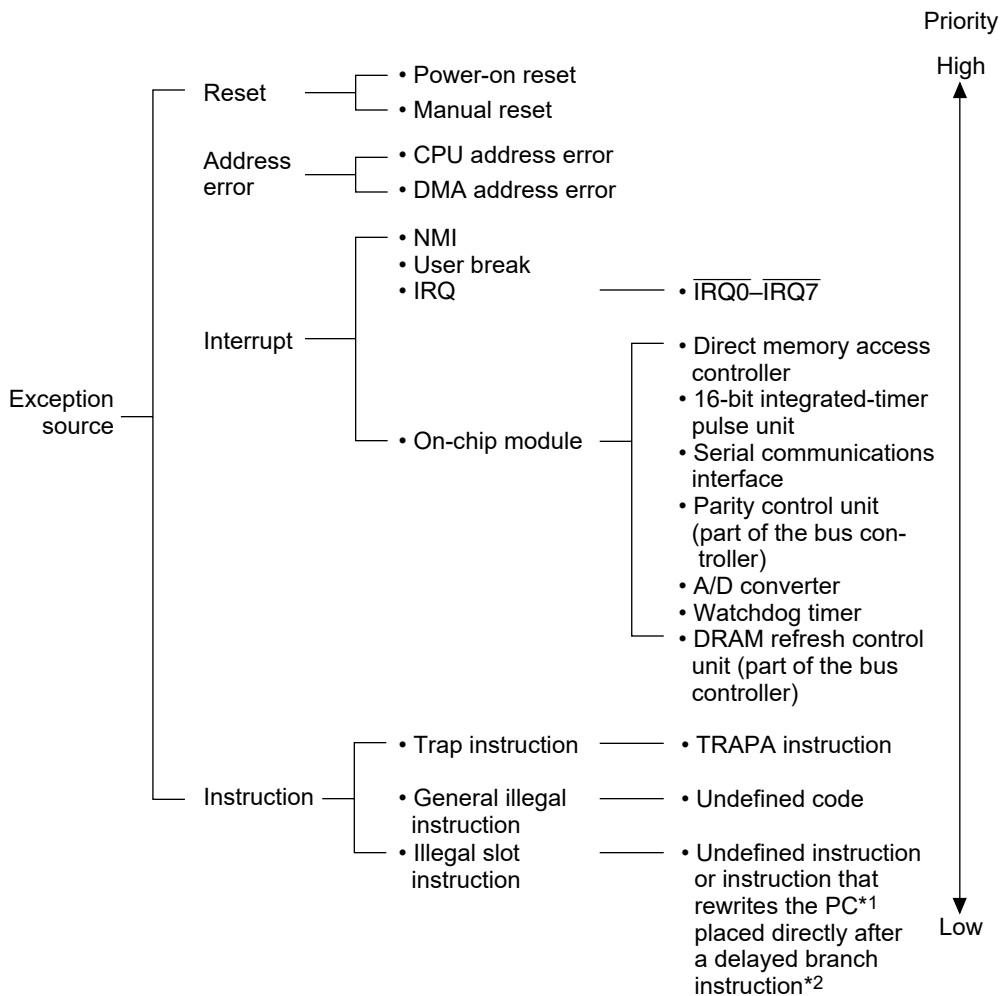 Priority
High
Reset
• Power-on reset
• Manual reset
Address
error
• CPU address error
• DMA address error
Interrupt
• NMI
• User break
• IRQ
• IRQ0–IRQ7
• On-chip module
• Direct memory access
controller
• 16-bit integrated-timer
pulse unit
• Serial communications
interface
• Parity control unit
(part of the bus con-
troller)
• A/D converter
• Watchdog timer
• DRAM refresh control
unit (part of the bus
controller)
Exception
source
Instruction
• Trap instruction
• TRAPA instruction
• General illegal
instruction
• Undefined code
• Illegal slot
instruction
• Undefined instruction
or instruction that
rewrites the PC*1
placed directly after
a delayed branch
instruction*2
Low